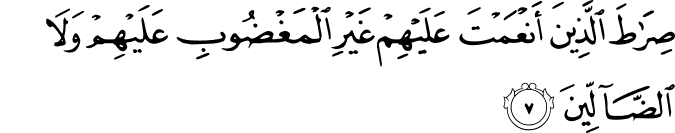 صِرَٰطَ ٱلَّذِينَ أَنۡعَمۡتَ عَلَيۡهِمۡ غَيۡرِ ٱلۡمَغۡضُوبِ عَلَيۡهِمۡ وَلَا
ٱلضَّآلِّينَ ٧